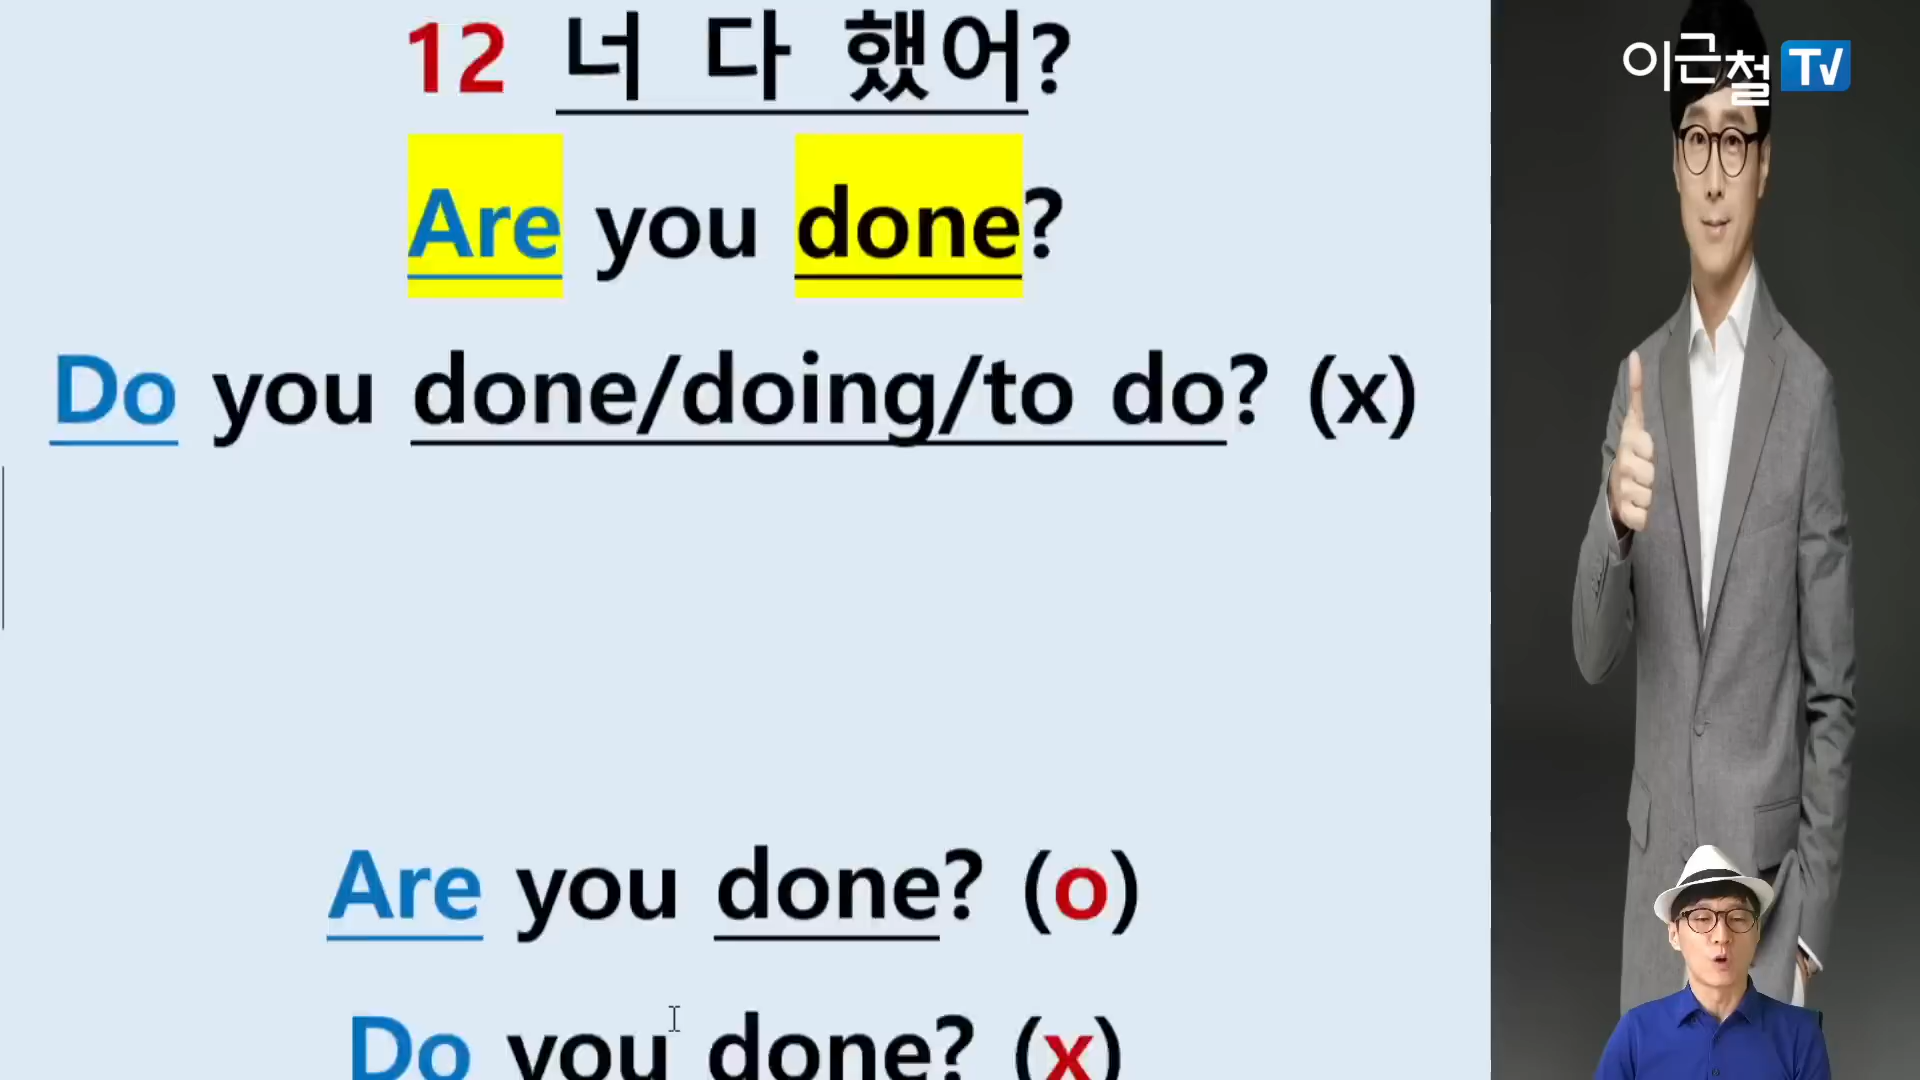 12 너 다 했어?
Are you done?
Do you done/doing/to do? (x)
Are you done? (o)
Do you done? (x)
이근철 TV